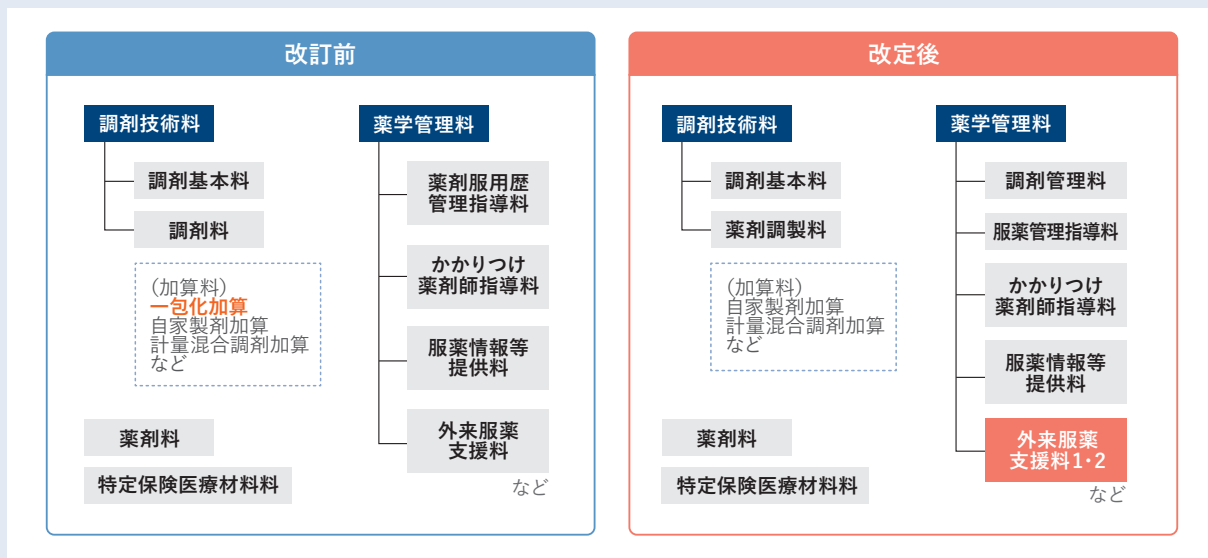 改訂前
調剤技術料
調剤基本料
調剤料
(加算料)
一包化加算
自家製剤加算
計量混合調剤加算
など
薬剤料
特定保険医療材料料
薬学管理料
薬剤服用歴
管理指導料
かかりつけ
薬剤師指導料
服薬情報等
提供料
外来服薬
支援料
など
改定後
調剤技術料
調剤基本料
薬剤調製料
(加算料)
自家製剤加算
計量混合調剤加算
など
薬剤料
特定保険医療材料料
薬学管理料
調剤管理料
服薬管理指導料
かかりつけ
薬剤師指導料
服薬情報等
提供料
外来服薬
支援料1・2
など